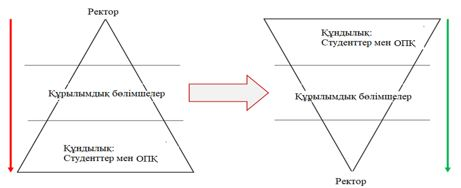 Ректор
Құрылымдық бөлімшелер
Құндылық:
Студенттер мен ОПҚ
Құндылық:
Студенттер мен ОПҚ
Құрылымдық бөлімшелер
Ректор